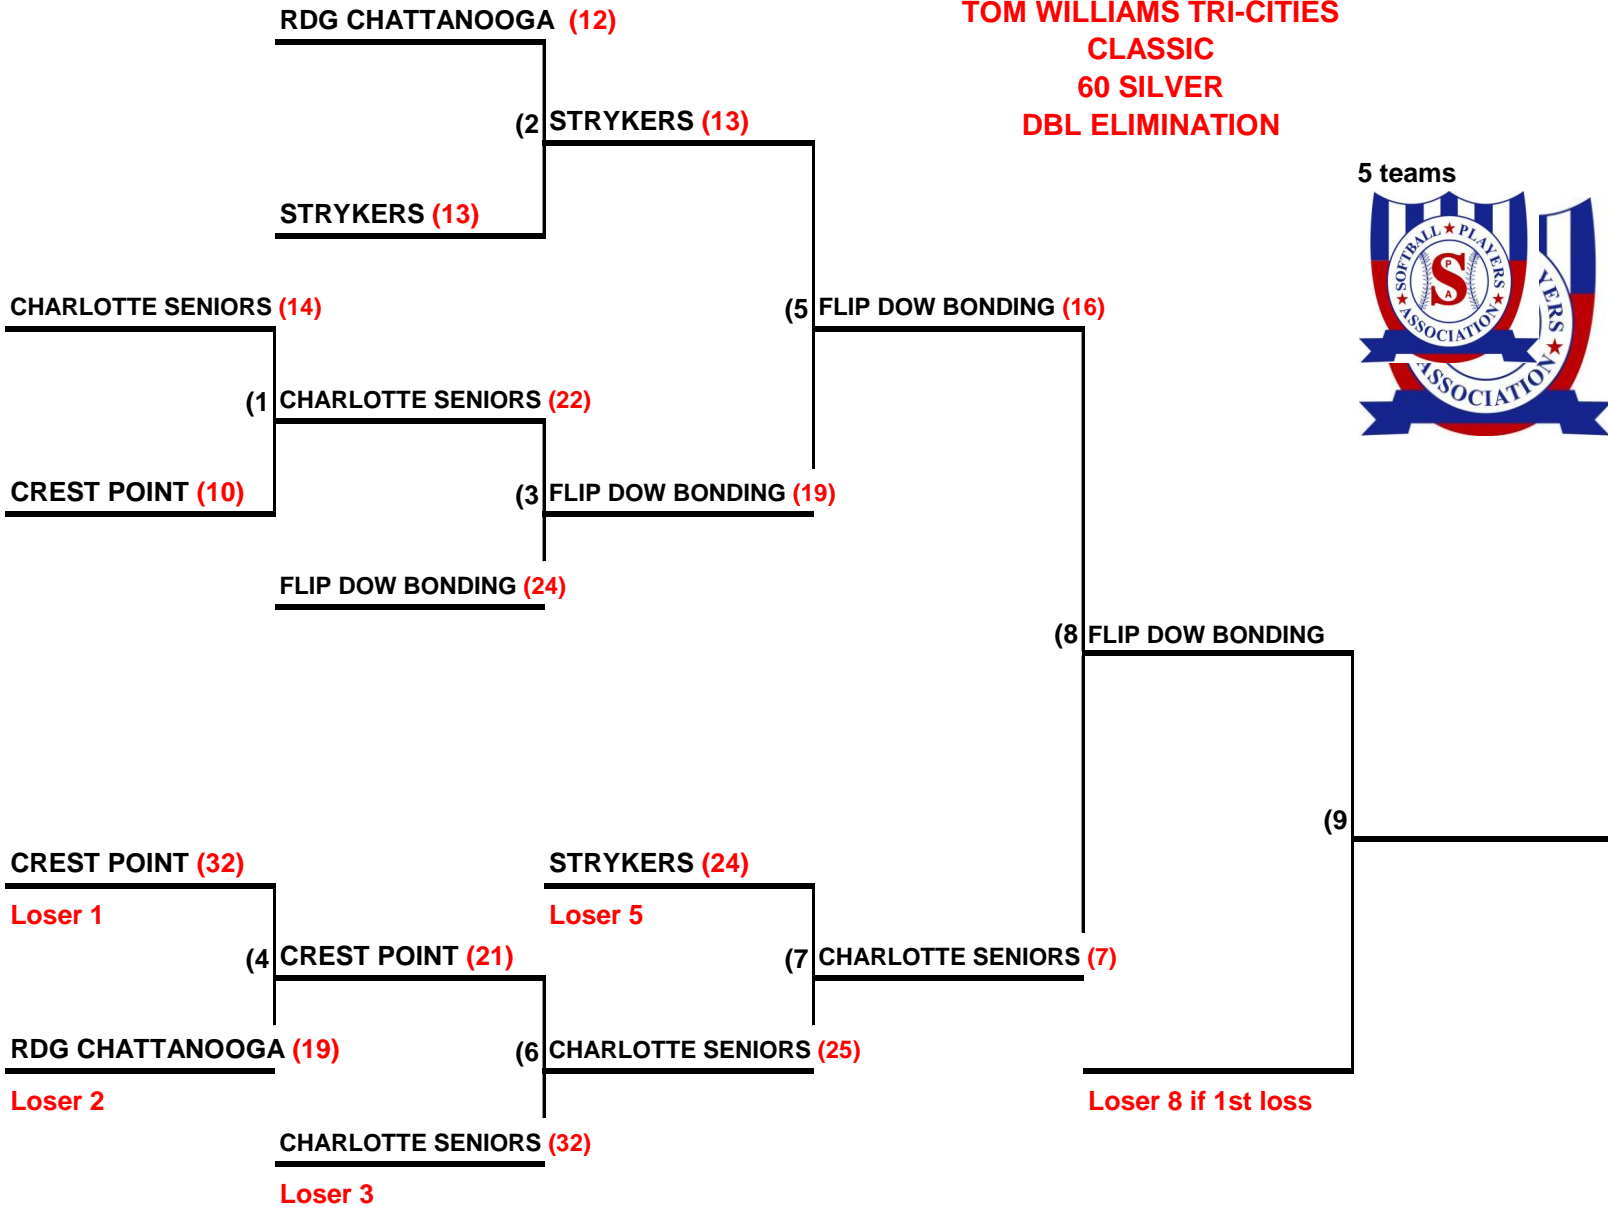 RDG CHATTANOOGA (12)
TOM WILLIAMS TRI-CITIES
CLASSIC
60 SILVER
DBL ELIMINATION
(2 STRYKERS (13)
5 teams
STRYKERS (13)
SOFTBALL ★ PLAYERS ★ ASSOCIATION ★
S
P
A
YERS ★
ASSOCIATION
CHARLOTTE SENIORS (14)
(5 FLIP DOW BONDING (16)
(1 CHARLOTTE SENIORS (22)
CREST POINT (10)
(3 FLIP DOW BONDING (19)
FLIP DOW BONDING (24)
(8 FLIP DOW BONDING
(9
CREST POINT (32)
STRYKERS (24)
Loser 1
Loser 5
(4 CREST POINT (21)
(7 CHARLOTTE SENIORS (7)
RDG CHATTANOOGA (19)
(6 CHARLOTTE SENIORS (25)
Loser 2
Loser 8 if 1st loss
CHARLOTTE SENIORS (32)
Loser 3